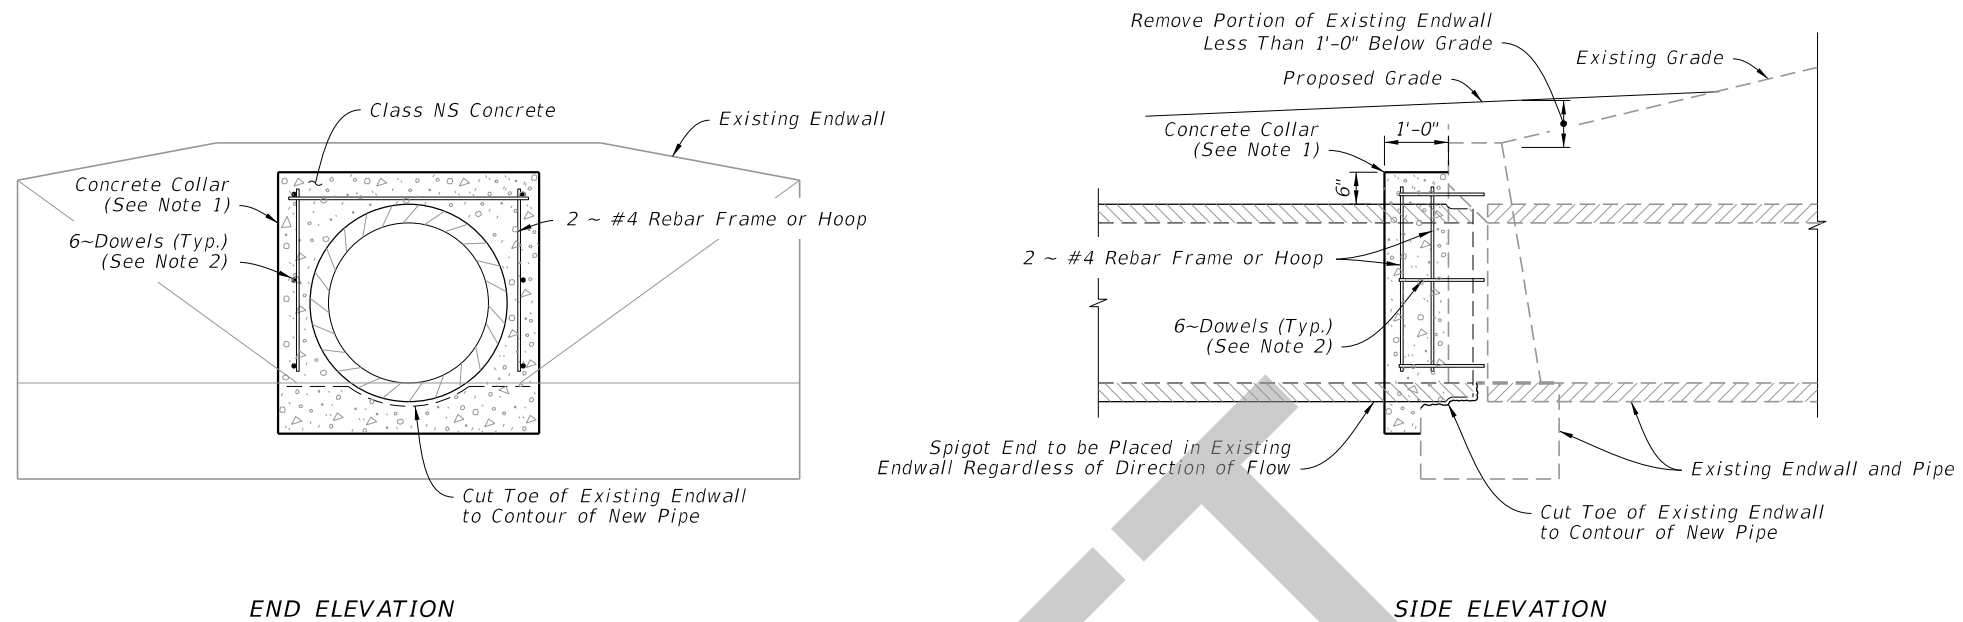 Class NS Concrete
Existing Endwall
Concrete Collar
(See Note 1)
6~Dowels (Typ.)
(See Note 2)
2 ~ #4 Rebar Frame or Hoop
Cut Toe of Existing Endwall
to Contour of New Pipe
END ELEVATION
Remove Portion of Existing Endwall
Less Than 1'-0" Below Grade
Existing Grade
Proposed Grade
Concrete Collar
(See Note 1)
1'-0"
6"
2 ~ #4 Rebar Frame or Hoop
6~Dowels (Typ.)
(See Note 2)
Spigot End to be Placed in Existing
Endwall Regardless of Direction of Flow
Existing Endwall and Pipe
Cut Toe of Existing Endwall
to Contour of New Pipe
SIDE ELEVATION